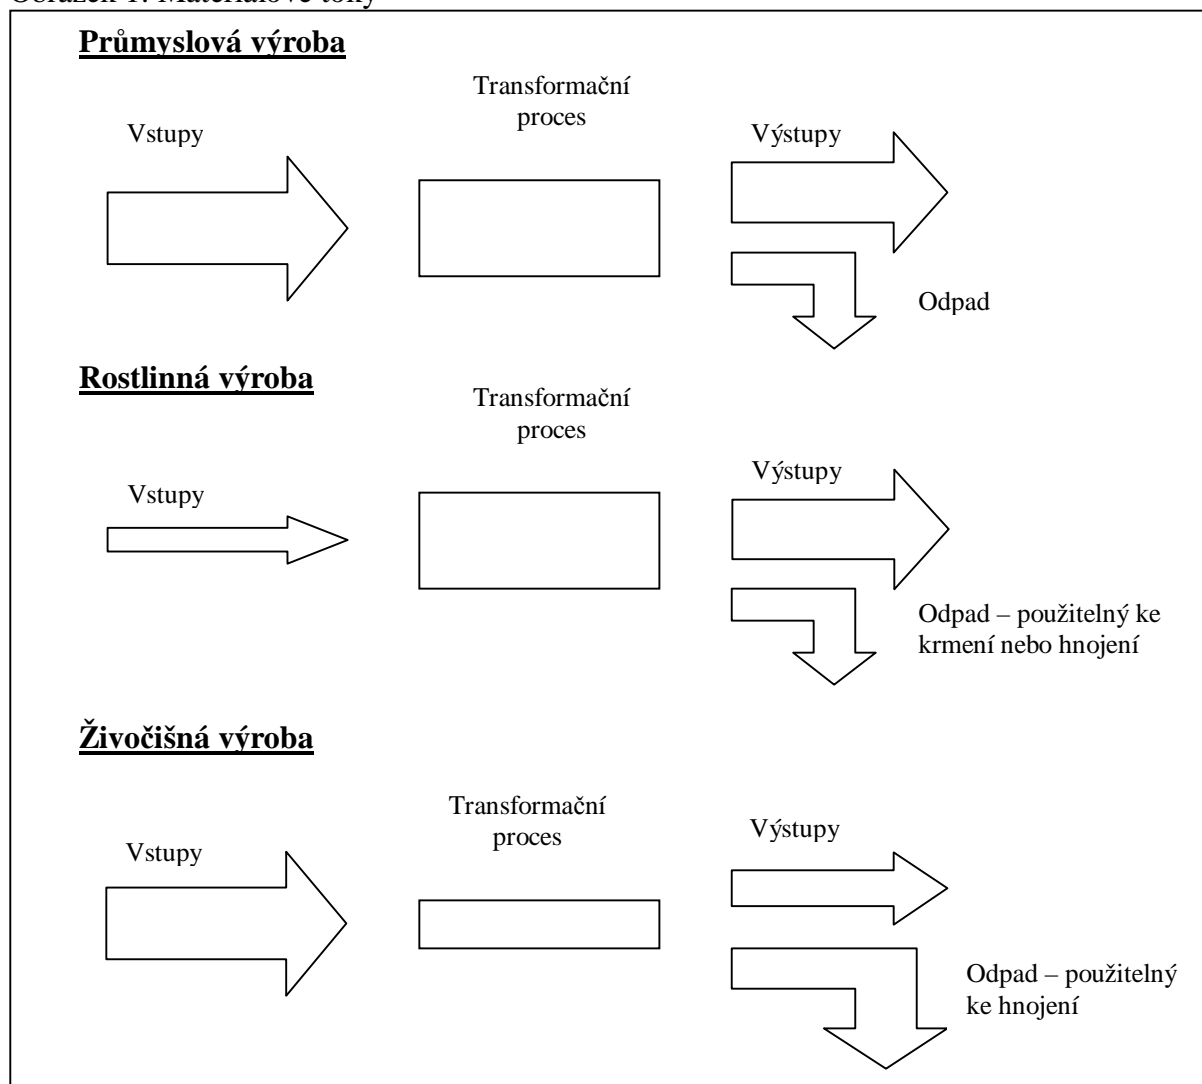 Obrázek 1: Materiálové toky
Průmyslová výroba
Transformační
proces
Vstupy
Výstupy
Odpad
Rostlinná výroba
Transformační
proces
Výstupy
Vstupy
Odpad – použitelný ke
krmení nebo hnojení
Živočišná výroba
Transformační
proces
Výstupy
Vstupy
Odpad – použitelný
ke hnojení